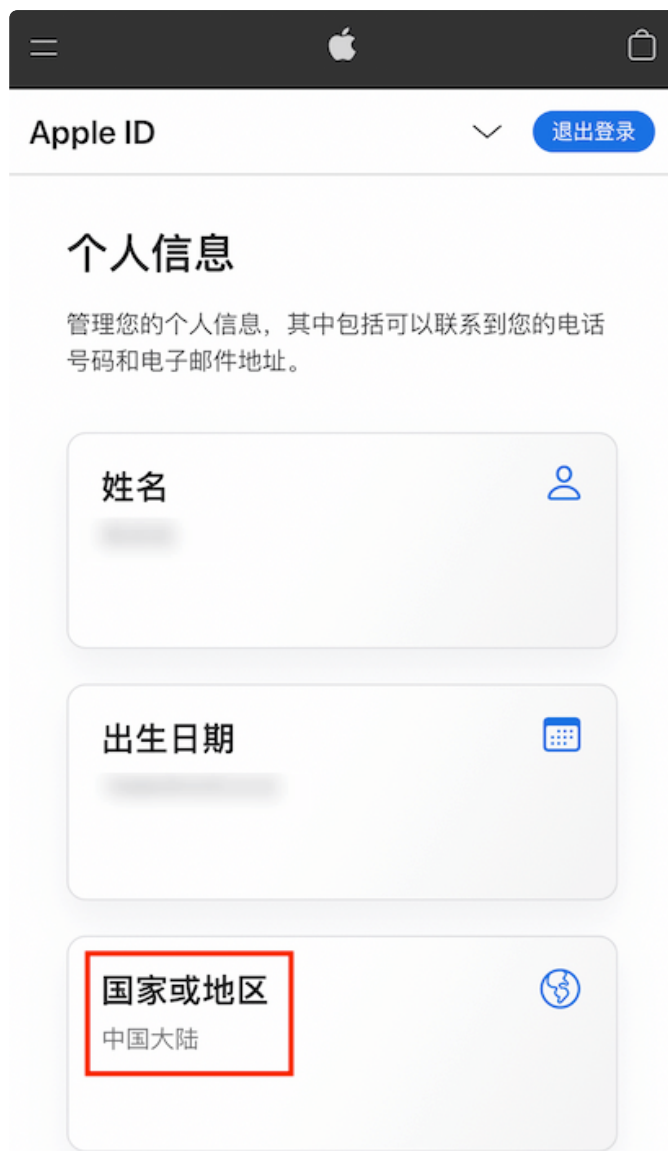 Apple ID
退出登录
个人信息
管理您的个人信息，其中包括可以联系到您的电话
号码和电子邮件地址。
姓名
出生日期
国家或地区
中国大陆